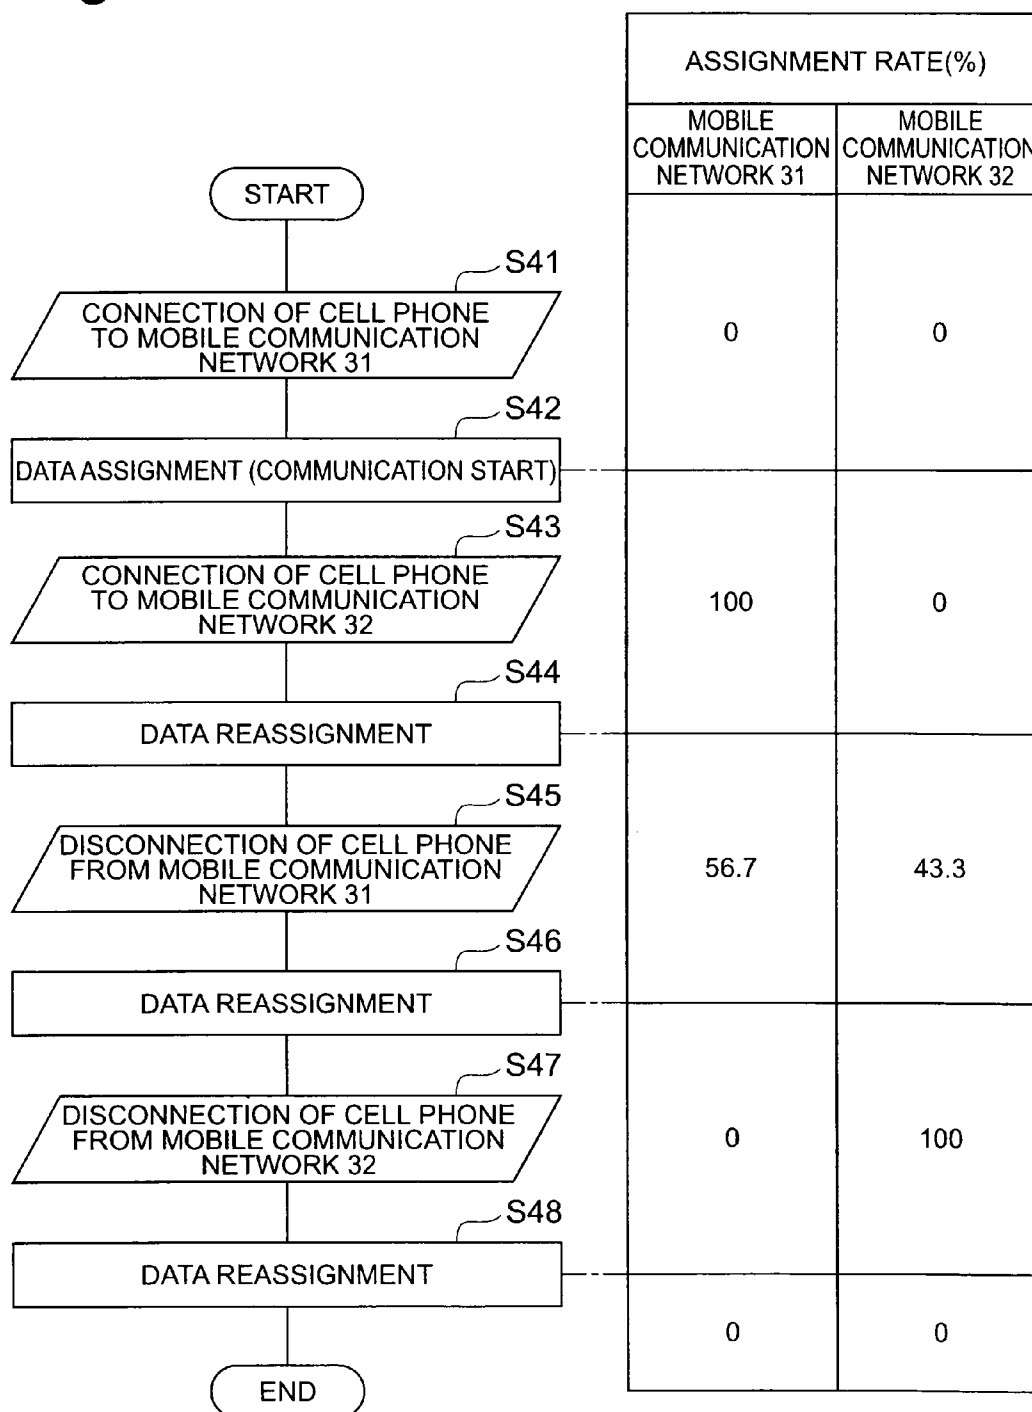 ASSIGNMENT RATE(%)
MOBILE
COMMUNICATION
NETWORK 31
MOBILE
COMMUNICATION
NETWORK 32
START
S41
CONNECTION OF CELL PHONE
TO MOBILE COMMUNICATION
NETWORK 31
0
0
S42
DATA ASSIGNMENT (COMMUNICATION START)
S43
CONNECTION OF CELL PHONE
TO MOBILE COMMUNICATION
NETWORK 32
100
0
S44
DATA REASSIGNMENT
S45
DISCONNECTION OF CELL PHONE
FROM MOBILE COMMUNICATION
NETWORK 31
56.7
43.3
S46
DATA REASSIGNMENT
S47
DISCONNECTION OF CELL PHONE
FROM MOBILE COMMUNICATION
NETWORK 32
0
100
S48
DATA REASSIGNMENT
0
0
END